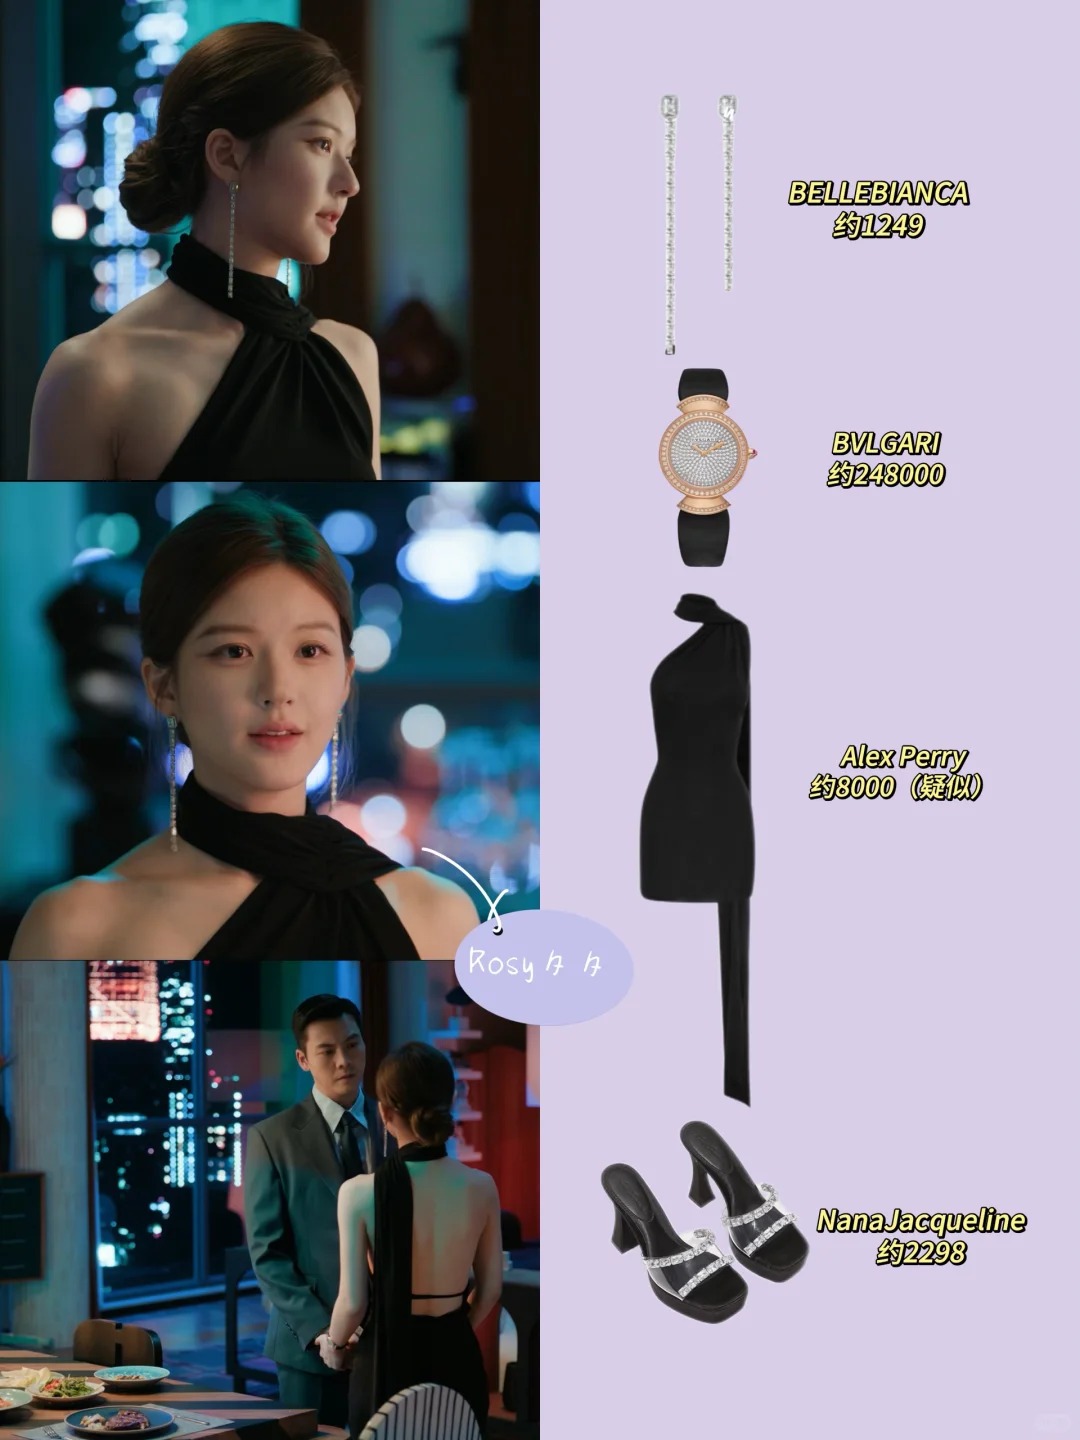 BELLEBIANCA
约1249
BVLGARI
约248000
Alex Perry
约8000（疑似）
Rosy夕夕
NanaJacqueline
约2298